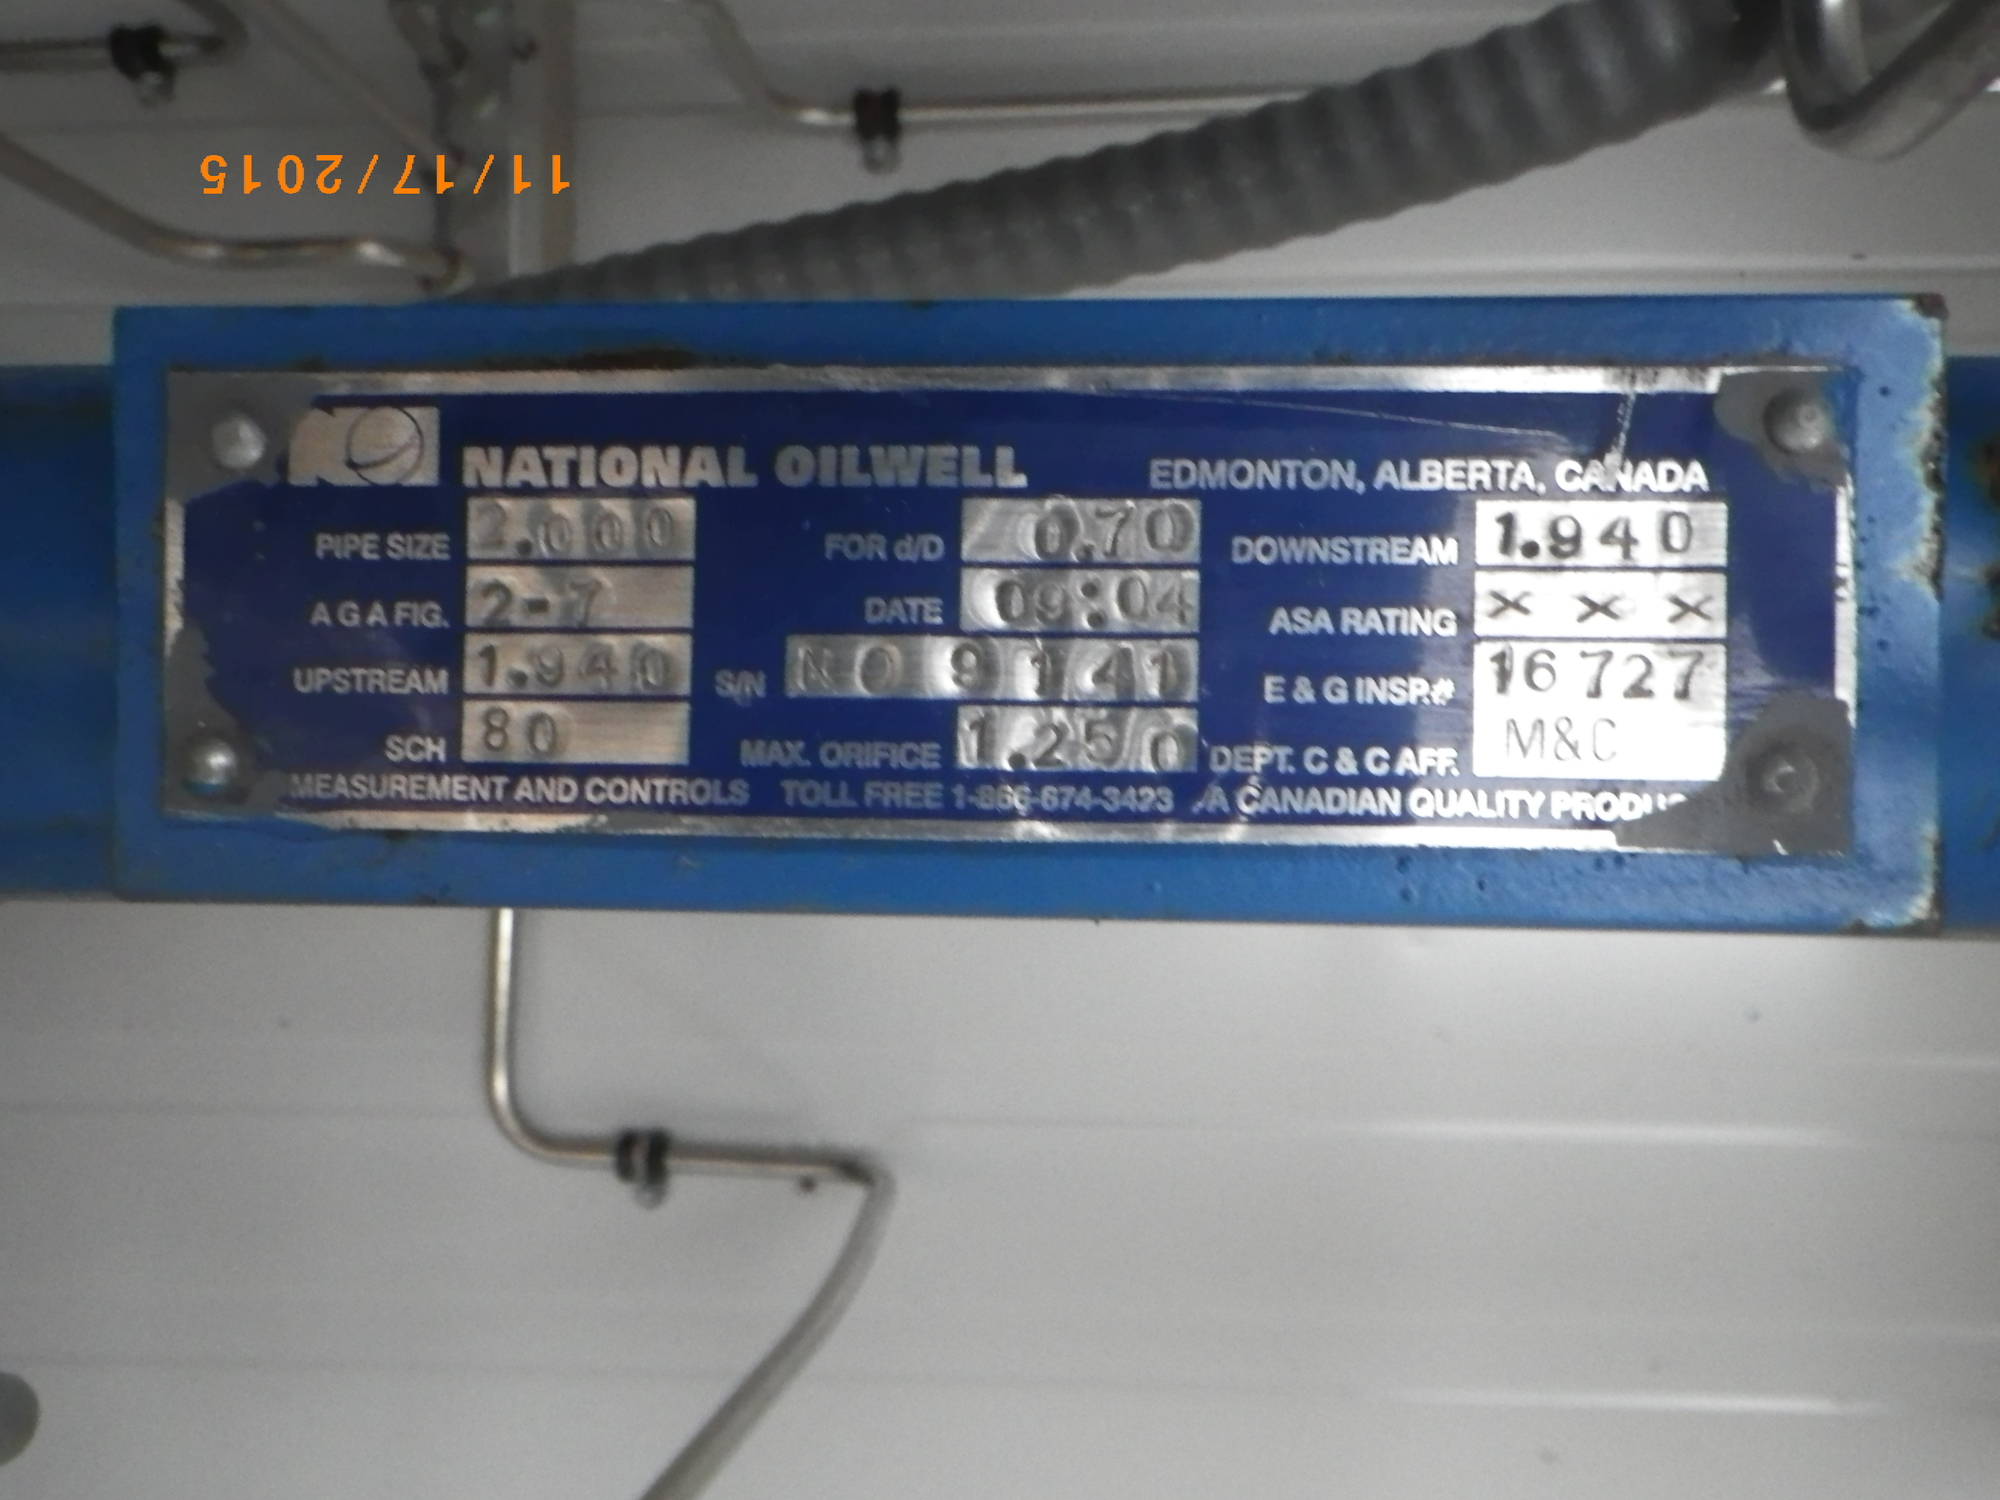 11/17/2015
NO NATIONAL OILWELL EDMONTON, ALBERTA, CANADA
PIPE SIZE 2.000 FOR d/D 0.70 DOWNSTREAM 1.940
A G A FIG. 2-7 DATE 09:04 ASA RATING X X X
UPSTREAM 1.940 S/N NO 9141 E & G INSP.# 16727
SCH 80 MAX. ORIFICE 1.250 DEPT. C & C AFF. M&C
MEASUREMENT AND CONTROLS TOLL FREE 1-866-674-3423 A CANADIAN QUALITY